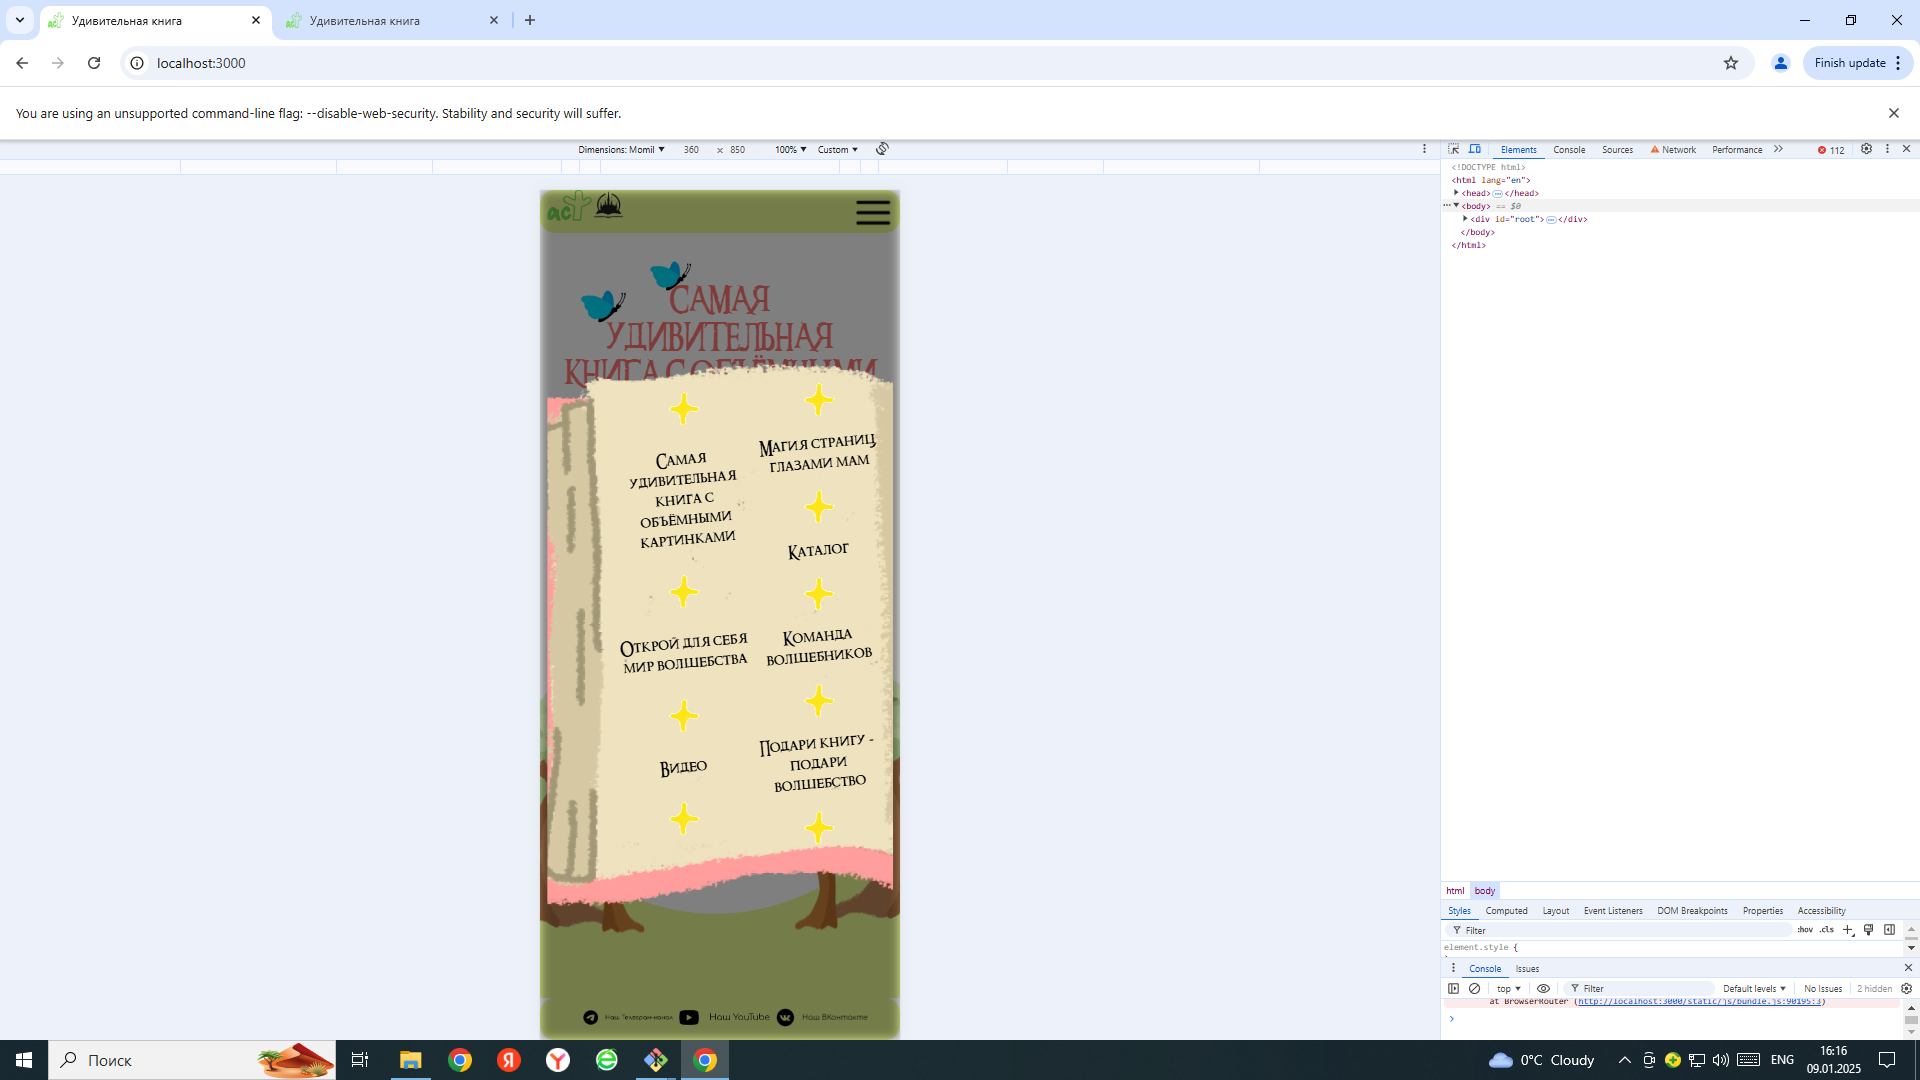 Удивительная книга
Удивительная книга
localhost:3000
Finish update
You are using an unsupported command-line flag: --disable-web-security. Stability and security will suffer.
Dimensions: Momil 360 × 850 100% Custom
Elements Console Sources Network Performance 112
<!DOCTYPE html>
<html lang="en">
<head> </head>
<body> == $0
<div id="root"> </div>
</body>
</html>
аст
САМАЯ
УДИВИТЕЛЬНАЯ
КНИГА С ОБЪЁМНЫМИ
Самая
удивительная
книга с
объёмными
картинками
Открой для себя
мир волшебства
Видео
Магия страниц
глазами мам
Каталог
Команда
волшебников
Подари книгу -
подари
волшебство
Наш Телеграм-канал Наш YouTube Наш ВКонтакте
html body
Styles Computed Layout Event Listeners DOM Breakpoints Properties Accessibility
Filter :hov .cls
element.style {
Console Issues
top Filter Default levels No Issues 2 hidden
at BrowserRouter (http://localhost:3000/static/js/bundle.js:90195:3)
Поиск
0°C Cloudy
ENG
16:16
09.01.2025